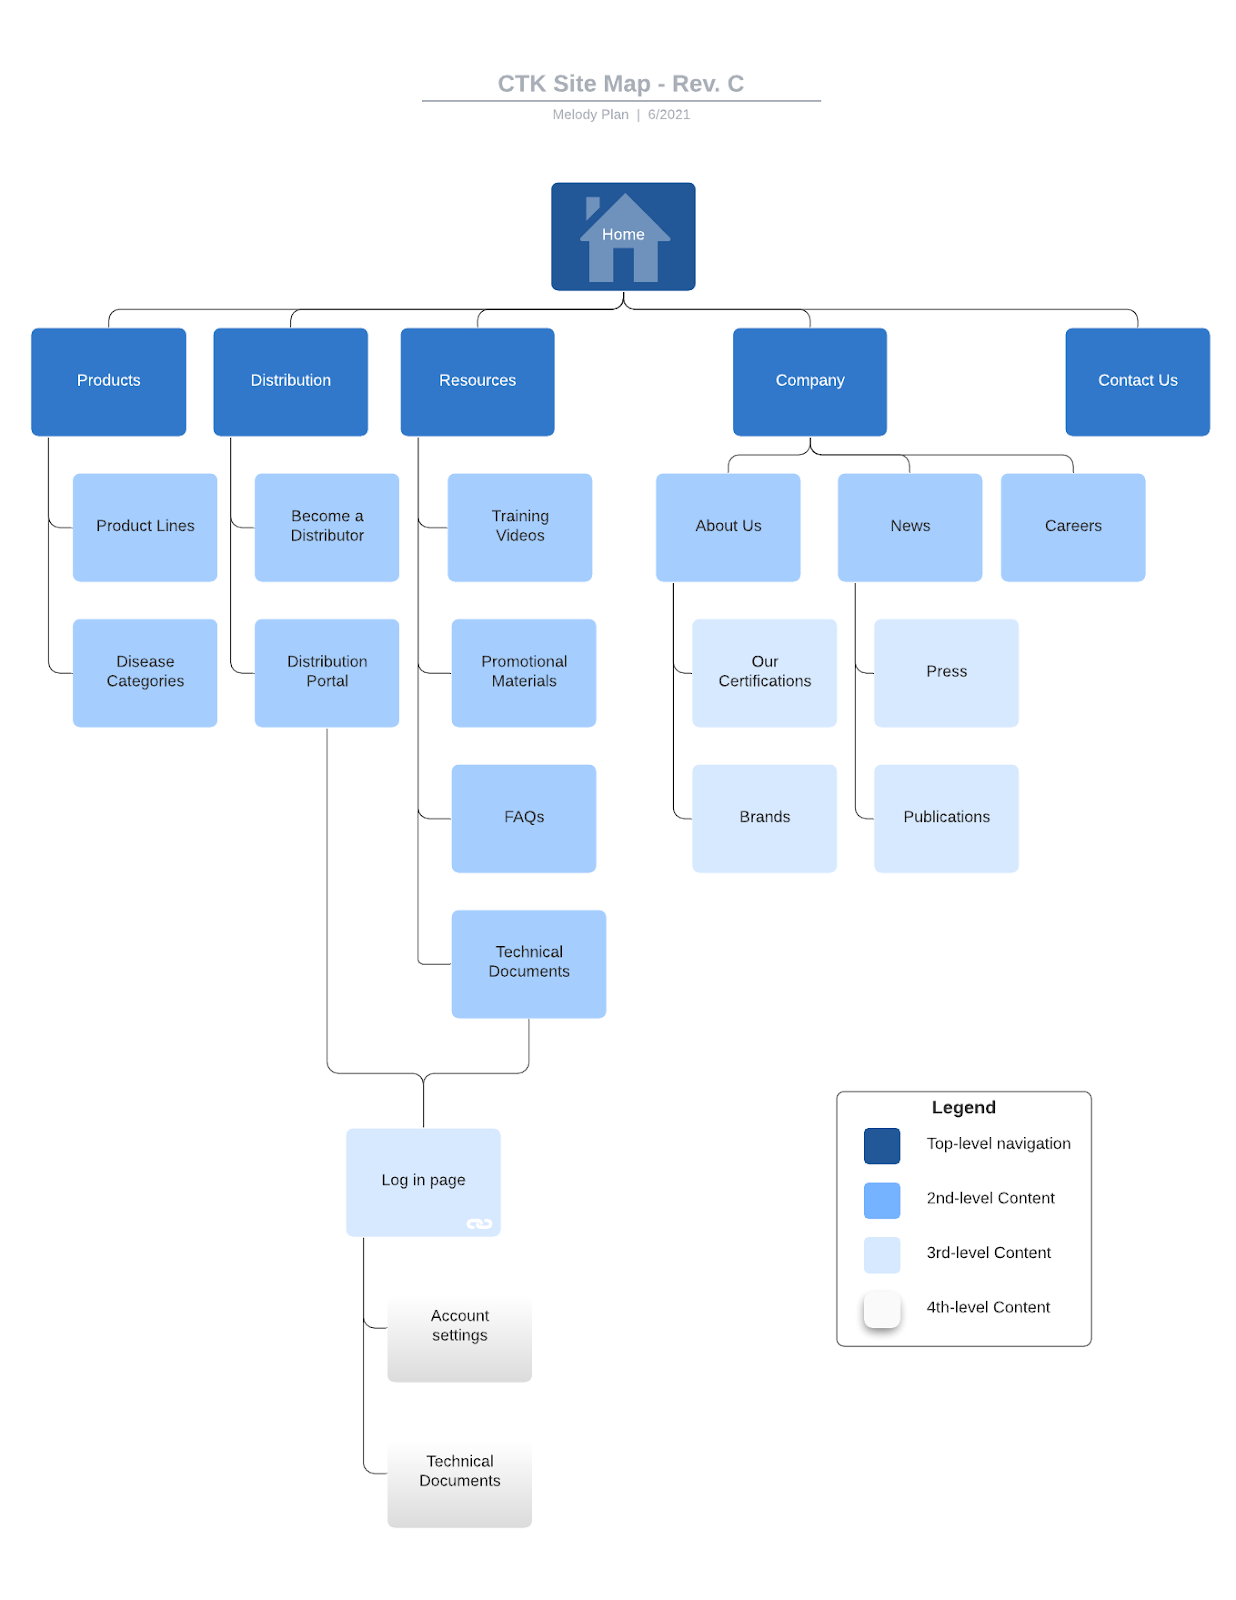 CTK Site Map - Rev. C
Melody Plan | 6/2021
Home
Products
Distribution
Resources
Company
Contact Us
Product Lines
Become a
Distributor
Training
Videos
About Us
News
Careers
Disease
Categories
Distribution
Portal
Promotional
Materials
Our
Certifications
Press
FAQs
Brands
Publications
Technical
Documents
Log in page
Account
settings
Technical
Documents
Legend
Top-level navigation
2nd-level Content
3rd-level Content
4th-level Content